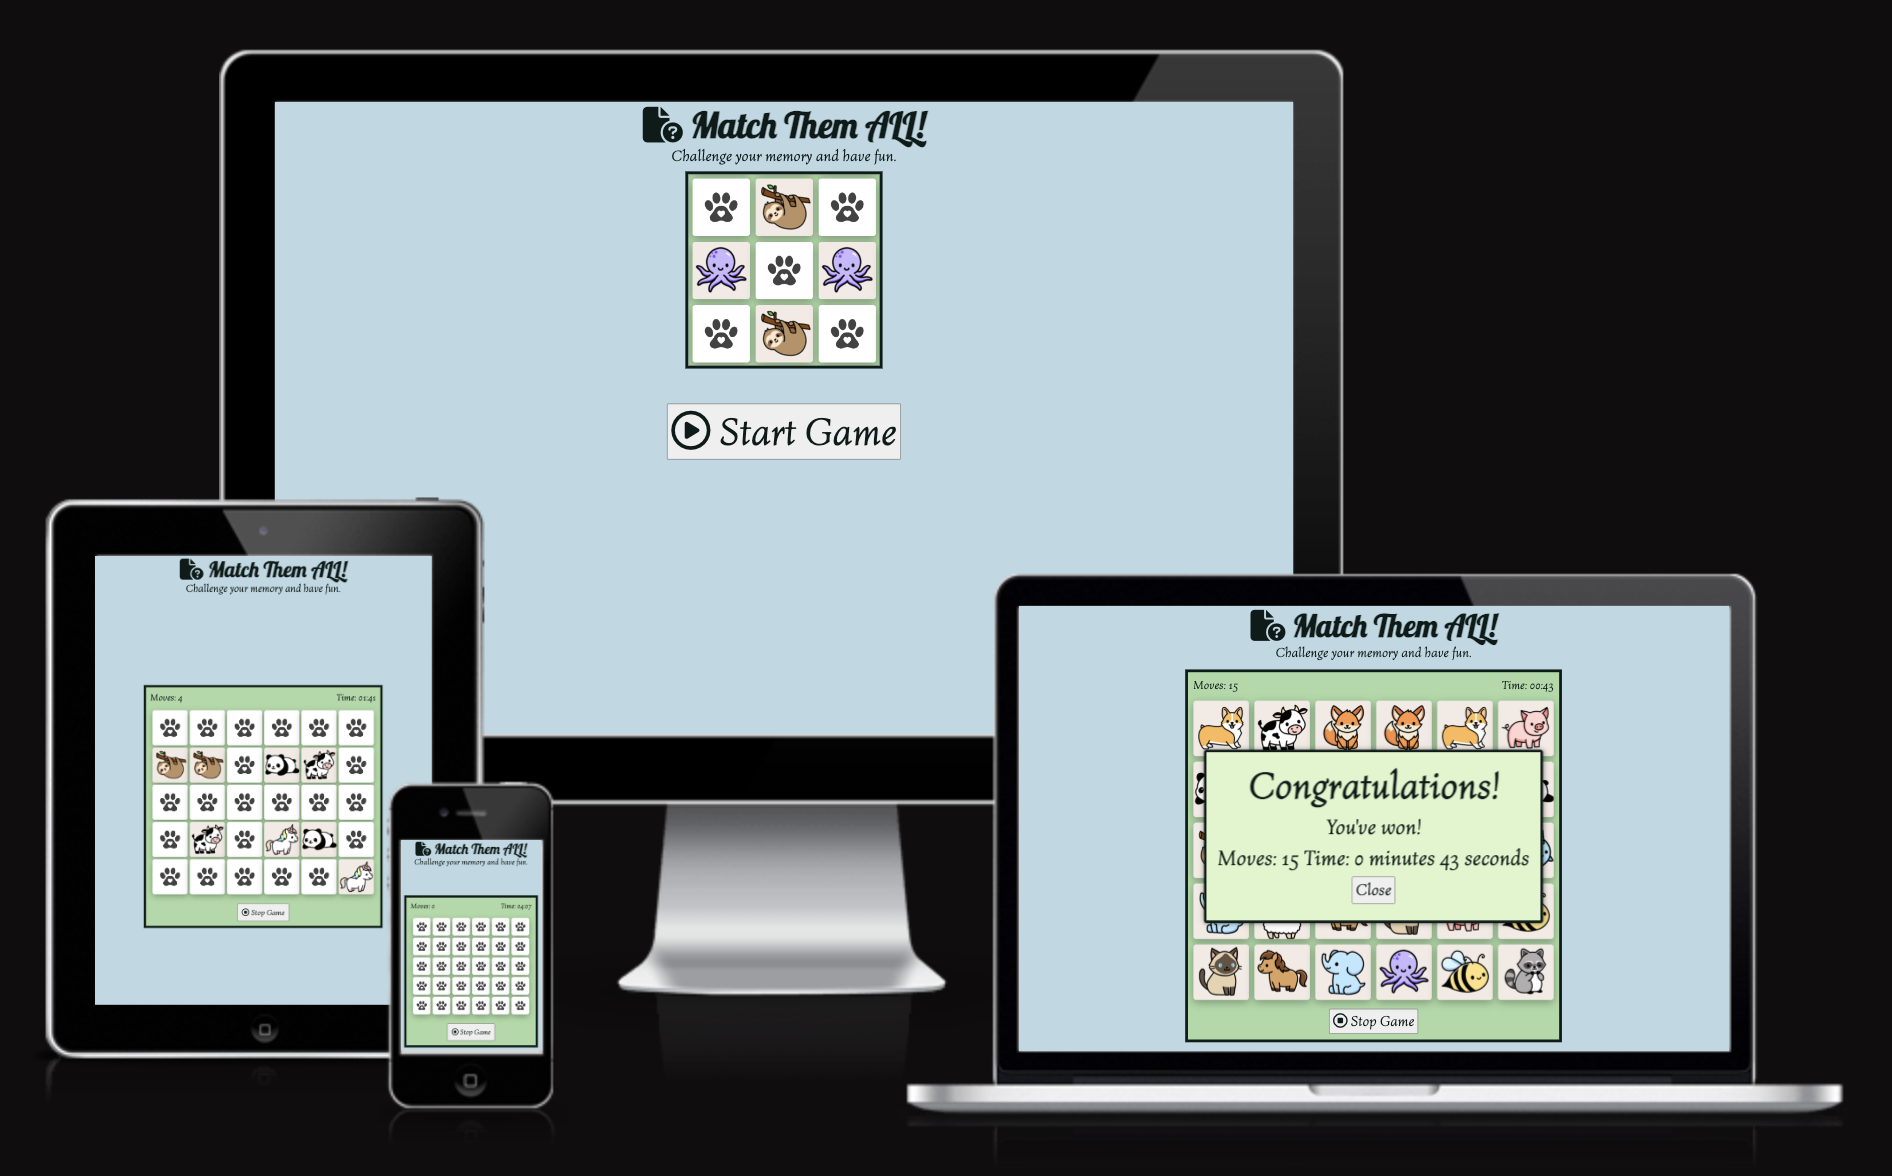 Match Them ALL!
Challenge your memory and have fun.
Start Game
Match Them ALL!
Challenge your memory and have fun.
Moves: 4 Time: 01:41
Stop Game
Match Them ALL!
Challenge your memory and have fun.
Moves: 0 Time: 24:27
Stop Game
Match Them ALL!
Challenge your memory and have fun.
Moves: 15 Time: 00:43
Congratulations!
You've won!
Moves: 15 Time: 0 minutes 43 seconds
Close
Stop Game